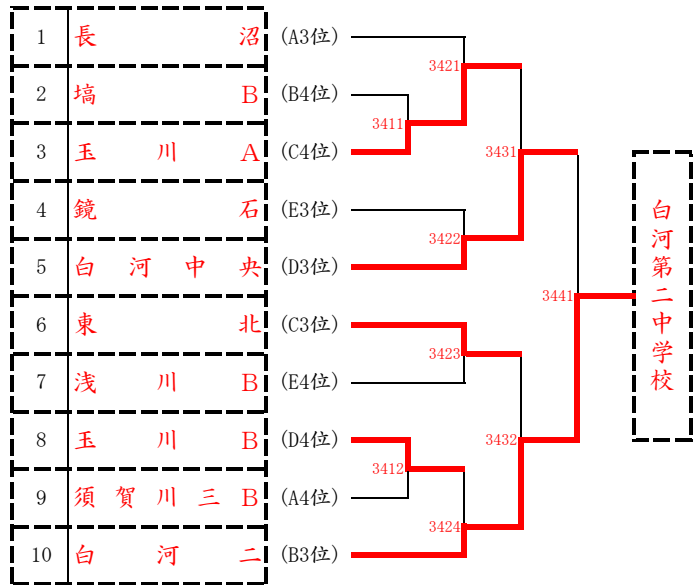 1 長沼 (A3位)
2 塙B (B4位)
3 玉川A (C4位)
4 鏡石 (E3位)
5 白河中央 (D3位)
6 東北 (C3位)
7 浅川B (E4位)
8 玉川B (D4位)
9 須賀川三B (A4位)
10 白河二 (B3位)
3411
3412
3421
3422
3423
3424
3431
3432
3441
白河第二中学校